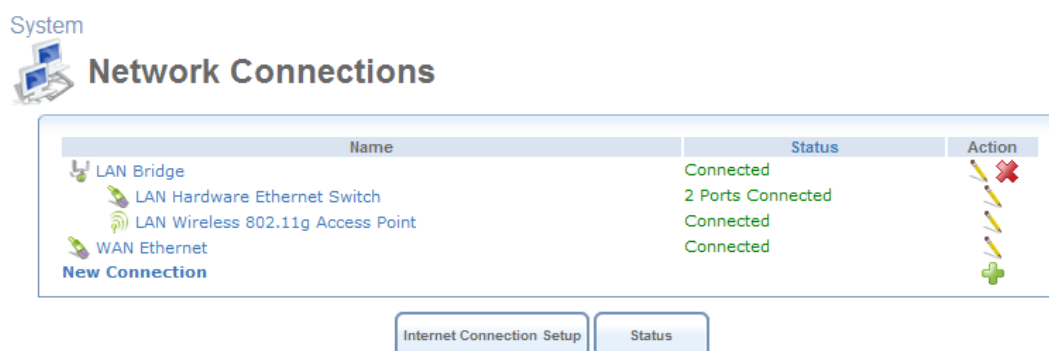 System
Network Connections
Name Status Action
LAN Bridge Connected
LAN Hardware Ethernet Switch 2 Ports Connected
LAN Wireless 802.11g Access Point Connected
WAN Ethernet Connected
New Connection
Internet Connection Setup Status